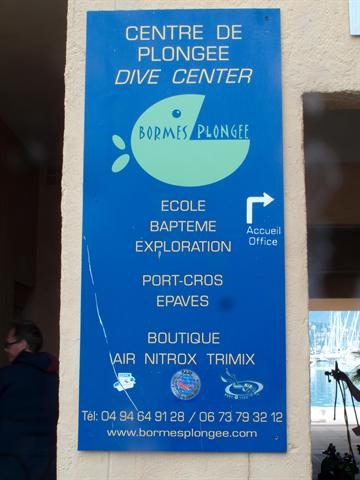 CENTRE DE
PLONGEE
DIVE CENTER
BORMES PLONGEE
ECOLE
BAPTEME
EXPLORATION
Accueil
Office
PORT-CROS
EPAVES
BOUTIQUE
AIR NITROX TRIMIX
Tél: 04 94 64 91 28 / 06 73 79 32 12
www.bormesplongee.com